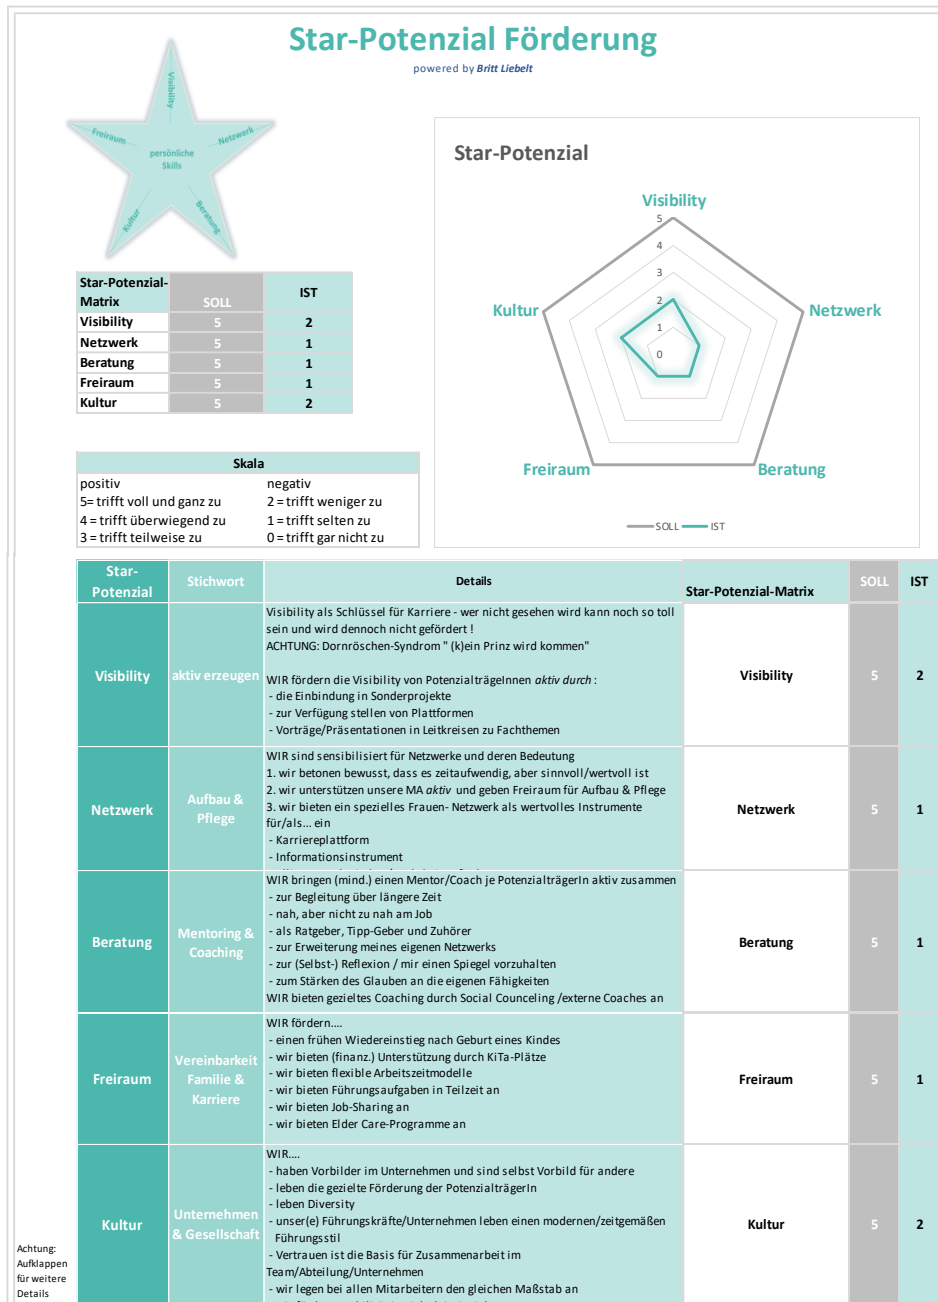 Star-Potenzial Förderung
powered by Britt Liebelt
Visibility
Freiraum
Netzwerk
persönliche
Skills
Kultur
Beratung
Star-Potenzial-
Matrix
SOLL
IST
Visibility 5 2
Netzwerk 5 1
Beratung 5 1
Freiraum 5 1
Kultur 5 2
Skala
positiv negativ
5= trifft voll und ganz zu 2 = trifft weniger zu
4 = trifft überwiegend zu 1 = trifft selten zu
3 = trifft teilweise zu 0 = trifft gar nicht zu
Star-Potenzial
Visibility
5
4
3
2
1
0
Kultur
Netzwerk
Freiraum
Beratung
SOLL IST
Star-
Potenzial
Stichwort
Details
Star-Potenzial-Matrix
SOLL
IST
Visibility
aktiv erzeugen
Visibility als Schlüssel für Karriere - wer nicht gesehen wird kann noch so toll
sein und wird dennoch nicht gefördert !
ACHTUNG: Dornröschen-Syndrom " (k)ein Prinz wird kommen"
WIR fördern die Visibility von PotenzialträgeInnen aktiv durch :
- die Einbindung in Sonderprojekte
- zur Verfügung stellen von Plattformen
- Vorträge/Präsentationen in Leitkreisen zu Fachthemen
Visibility
5
2
Netzwerk
Aufbau &
Pflege
WIR sind sensibilisiert für Netzwerke und deren Bedeutung
1. wir betonen bewusst, dass es zeitaufwendig, aber sinnvoll/wertvoll ist
2. wir unterstützen unsere MA aktiv und geben Freiraum für Aufbau & Pflege
3. wir bieten ein spezielles Frauen- Netzwerk als wertvolles Instrumente
für/als... ein
- Karriereplattform
- Informationsinstrument
Netzwerk
5
1
Beratung
Mentoring &
Coaching
WIR bringen (mind.) einen Mentor/Coach je PotenzialträgerIn aktiv zusammen
- zur Begleitung über längere Zeit
- nah, aber nicht zu nah am Job
- als Ratgeber, Tipp-Geber und Zuhörer
- zur Erweiterung meines eigenen Netzwerks
- zur (Selbst-) Reflexion / mir einen Spiegel vorzuhalten
- zum Stärken des Glauben an die eigenen Fähigkeiten
WIR bieten gezieltes Coaching durch Social Counceling /externe Coaches an
Beratung
5
1
Freiraum
Vereinbarkeit
Familie &
Karriere
WIR fördern....
- einen frühen Wiedereinstieg nach Geburt eines Kindes
- wir bieten (finanz.) Unterstützung durch KiTa-Plätze
- wir bieten flexible Arbeitszeitmodelle
- wir bieten Führungsaufgaben in Teilzeit an
- wir bieten Job-Sharing an
- wir bieten Elder Care-Programme an
Freiraum
5
1
Kultur
Unternehmen
& Gesellschaft
WIR....
- haben Vorbilder im Unternehmen und sind selbst Vorbild für andere
- leben die gezielte Förderung der PotenzialträgerIn
- leben Diversity
- unser(e) Führungskräfte/Unternehmen leben einen modernen/zeitgemäßen
Führungsstil
- Vertrauen ist die Basis für Zusammenarbeit im
Team/Abteilung/Unternehmen
- wir legen bei allen Mitarbeitern den gleichen Maßstab an
Kultur
5
2
Achtung:
Aufklappen
für weitere
Details